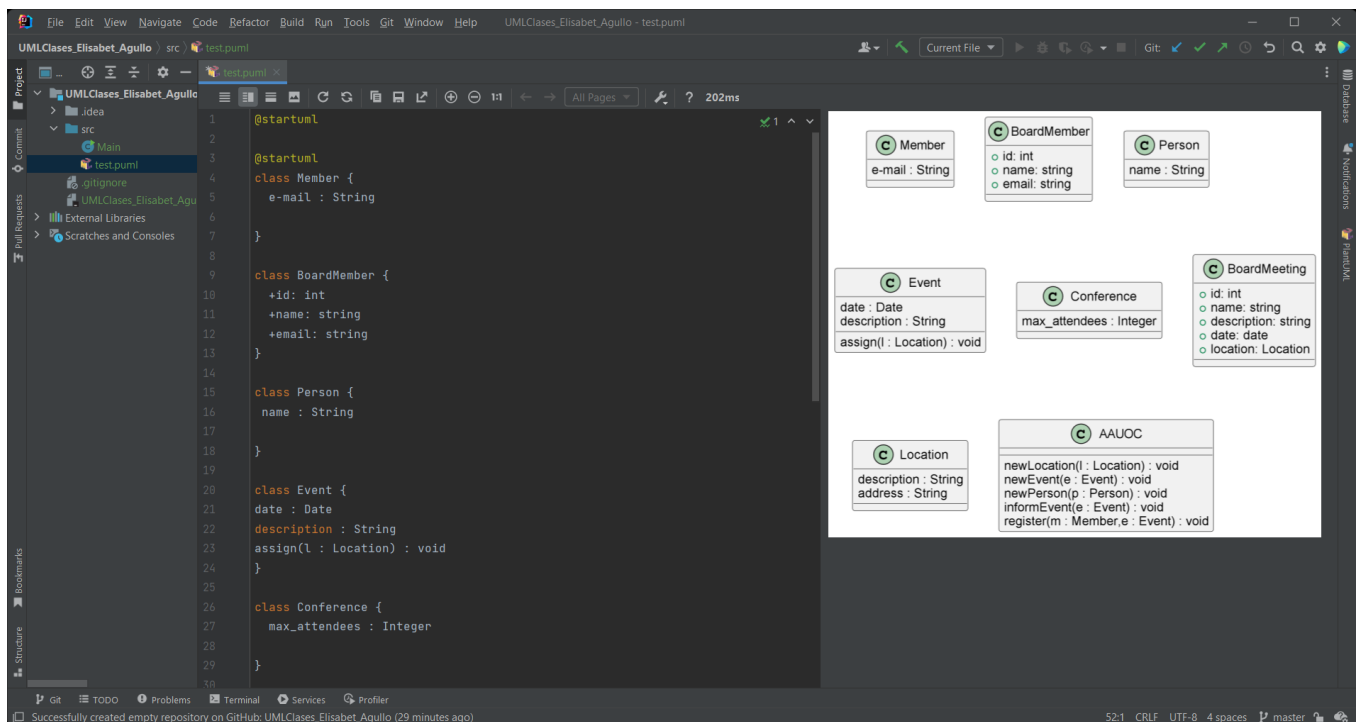 File Edit View Navigate Code Refactor Build Run Tools Git Window Help UMLClases_Elisabet_Agullo - test.puml
UMLClases_Elisabet_Agullo src test.puml Current File Git:
Project
Commit
Pull Requests
Bookmarks
Structure
UMLClases_Elisabet_Agullo
.idea
src
Main
test.puml
.gitignore
UMLClases_Elisabet_Agu
External Libraries
Scratches and Consoles
test.puml
1:1 All Pages ? 202ms
1 @startuml
2
3 @startuml
4 class Member {
5 e-mail : String
6
7 }
8
9 class BoardMember {
10 +id: int
11 +name: string
12 +email: string
13 }
14
15 class Person {
16 name : String
17
18 }
19
20 class Event {
21 date : Date
22 description : String
23 assign(l : Location) : void
24 }
25
26 class Conference {
27 max_attendees : Integer
28
29 }
30
1
C Member
e-mail : String
C BoardMember
id: int
name: string
email: string
C Person
name : String
C Event
date : Date
description : String
assign(l : Location) : void
C Conference
max_attendees : Integer
C BoardMeeting
id: int
name: string
description: string
date: date
location: Location
C Location
description : String
address : String
C AAUOC
newLocation(l : Location) : void
newEvent(e : Event) : void
newPerson(p : Person) : void
informEvent(e : Event) : void
register(m : Member,e : Event) : void
Database
Notifications
PlantUML
Git TODO Problems Terminal Services Profiler
Successfully created empty repository on GitHub: UMLClases_Elisabet_Agullo (29 minutes ago) 52:1 CRLF UTF-8 4 spaces master